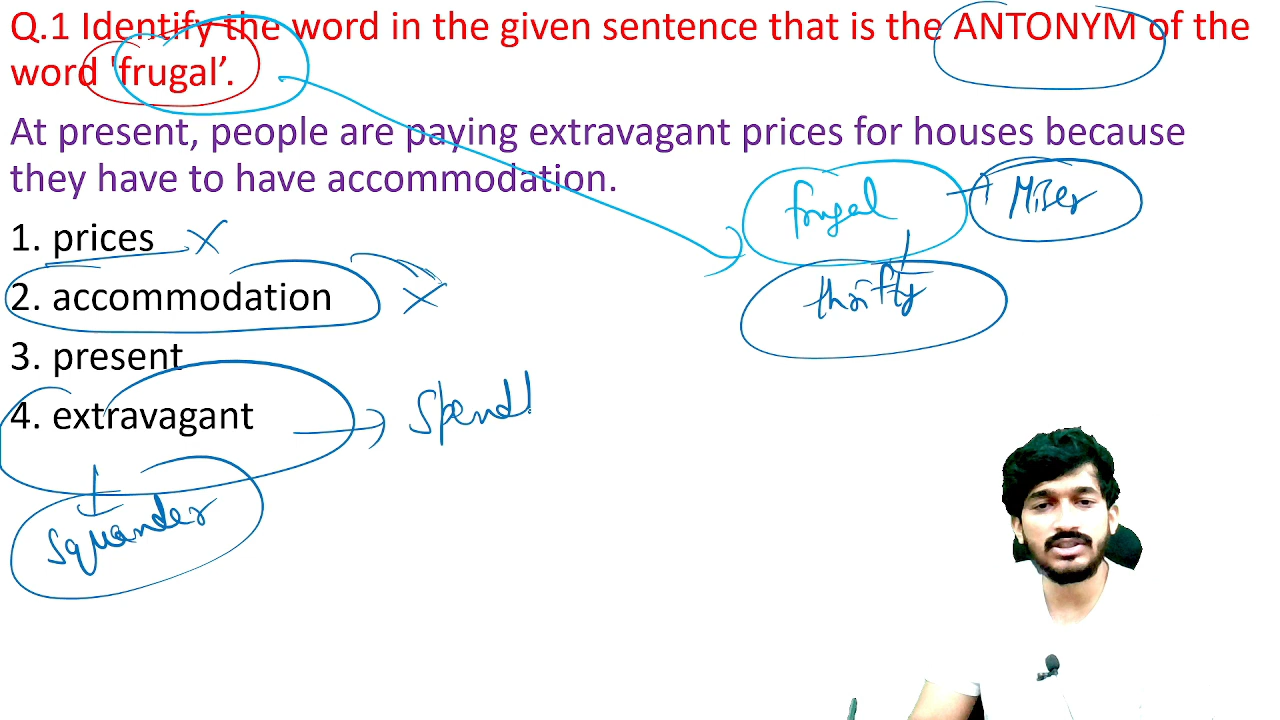 Q.1 Identify the word in the given sentence that is the ANTONYM of the
word 'frugal’.
At present, people are paying extravagant prices for houses because
they have to have accommodation.
frugal → Miser
thrifty
1. prices X
2. accommodation X
3. present
4. extravagant → Spendt
squander